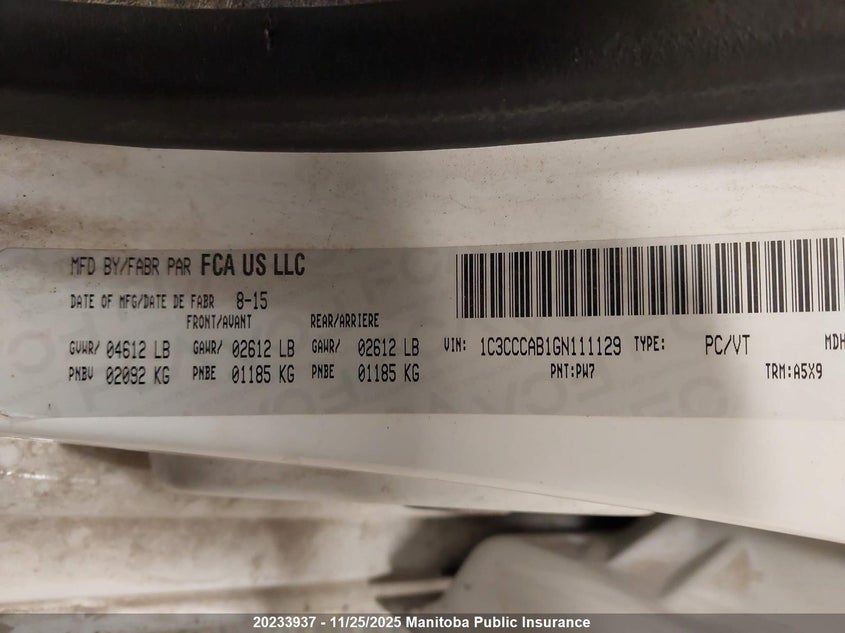 MFD BY/FABR PAR FCA US LLC
DATE OF MFG/DATE DE FABR 8-15
FRONT/AVANT REAR/ARRIERE
GVWR/ 04612 LB GAWR/ 02612 LB GAWR/ 02612 LB VIN: 1C3CCCAB1GN111129 TYPE: PC/VT MDH
PNBV 02092 KG PNBE 01185 KG PNBE 01185 KG PNT:PW7 TRM:A5X9
20233937 - 11/25/2025 Manitoba Public Insurance